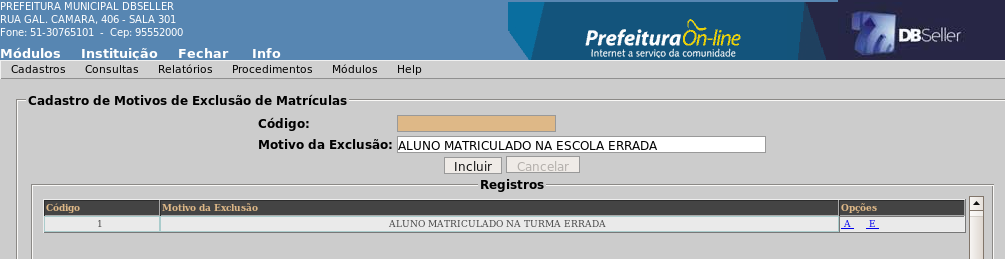 PREFEITURA MUNICIPAL DBSELLER
RUA GAL. CAMARA, 406 - SALA 301
Fone: 51-30765101  -  Cep: 95552000
Prefeitura On-line
Internet a serviço da comunidade
DBSeller
Módulos Instituição Fechar Info
Cadastros Consultas Relatórios Procedimentos Módulos Help
Cadastro de Motivos de Exclusão de Matrículas
Código:
Motivo da Exclusão: ALUNO MATRICULADO NA ESCOLA ERRADA
Incluir Cancelar
Registros
Código Motivo da Exclusão Opções
1 ALUNO MATRICULADO NA TURMA ERRADA A E